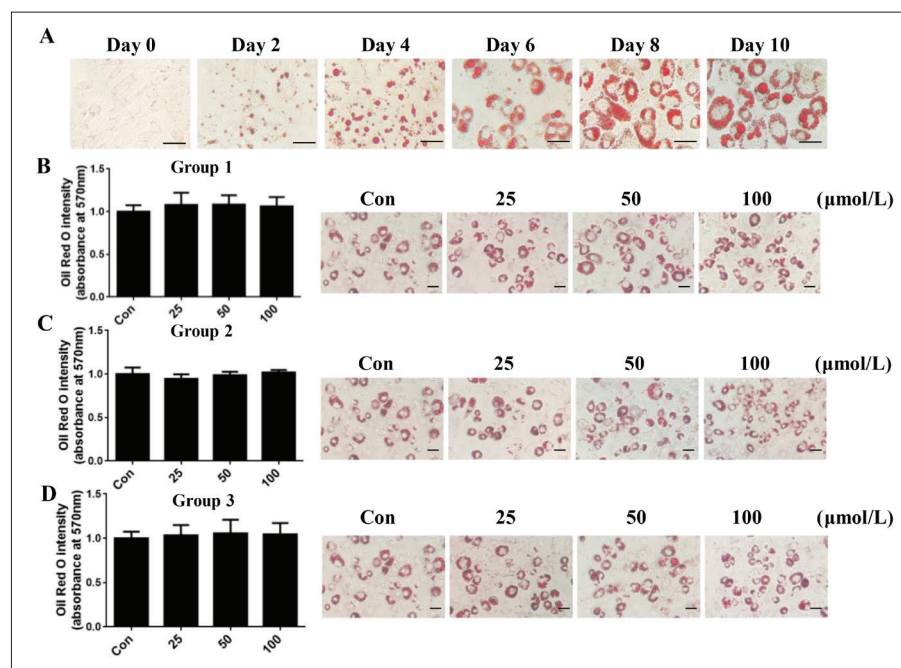 A
Day 0 Day 2 Day 4 Day 6 Day 8 Day 10
B
Group 1
Oil Red O intensity
(absorbance at 570nm)
1.5
1.0
0.5
0.0
Con 25 50 100
Con 25 50 100 (µmol/L)
C
Group 2
Oil Red O intensity
(absorbance at 570nm)
1.5
1.0
0.5
0.0
Con 25 50 100
Con 25 50 100 (µmol/L)
D
Group 3
Oil Red O intensity
(absorbance at 570nm)
1.5
1.0
0.5
0.0
Con 25 50 100
Con 25 50 100 (µmol/L)